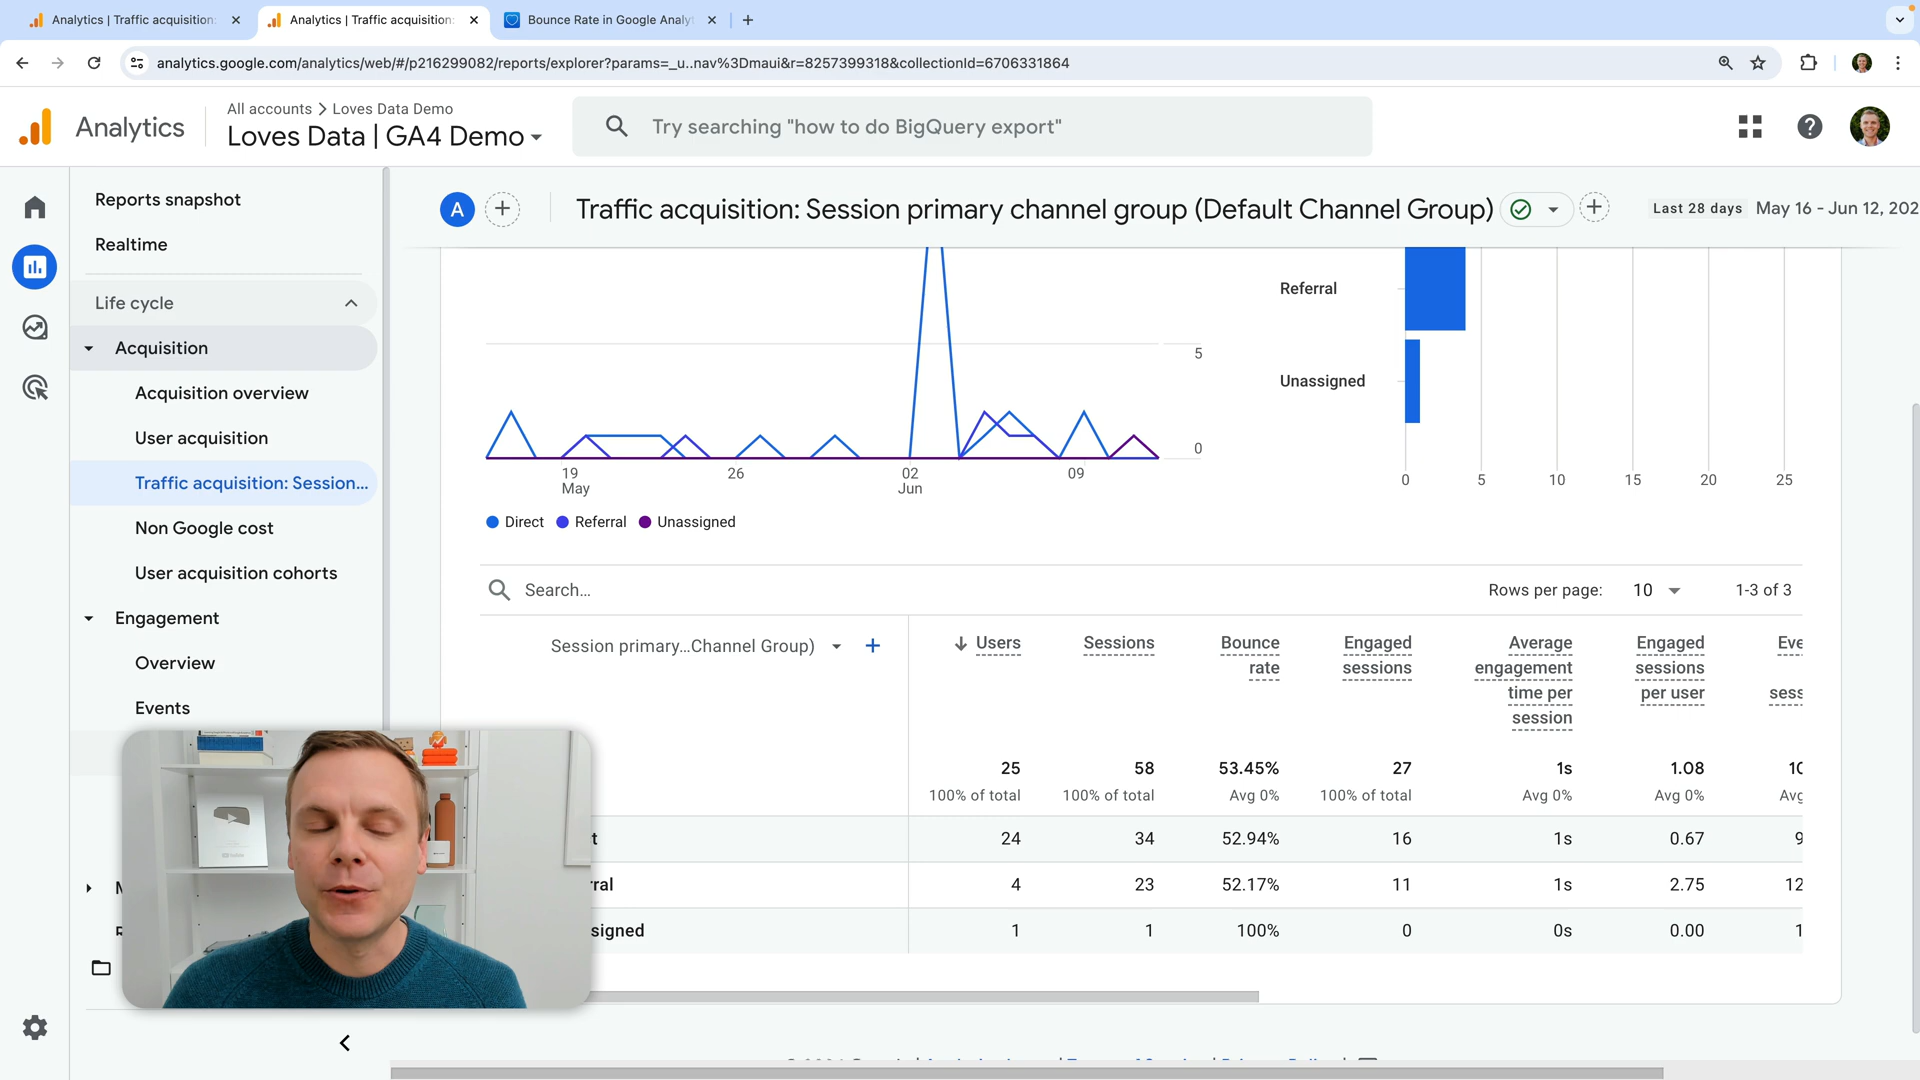 Analytics | Traffic acquisition:
Analytics | Traffic acquisition:
Bounce Rate in Google Analyt
analytics.google.com/analytics/web/#/p216299082/reports/explorer?params=_u..nav%3Dmaui&r=8257399318&collectionId=6706331864
Analytics
All accounts > Loves Data Demo
Loves Data | GA4 Demo
Try searching "how to do BigQuery export"
Reports snapshot
Realtime
Life cycle
Acquisition
Acquisition overview
User acquisition
Traffic acquisition: Session...
Non Google cost
User acquisition cohorts
Engagement
Overview
Events
A
Traffic acquisition: Session primary channel group (Default Channel Group)
Last 28 days May 16 - Jun 12, 202
5
0
19
May
26
02
Jun
09
Direct
Referral
Unassigned
Referral
Unassigned
0
5
10
15
20
25
Search...
Rows per page:
10
1-3 of 3
Session primary...Channel Group)
Users
Sessions
Bounce
rate
Engaged
sessions
Average
engagement
time per
session
Engaged
sessions
per user
Eve
sess
25
58
53.45%
27
1s
1.08
10
100% of total
100% of total
Avg 0%
100% of total
Avg 0%
Avg 0%
Avg
t
24
34
52.94%
16
1s
0.67
9
ral
4
23
52.17%
11
1s
2.75
12
signed
1
1
100%
0
0s
0.00
1